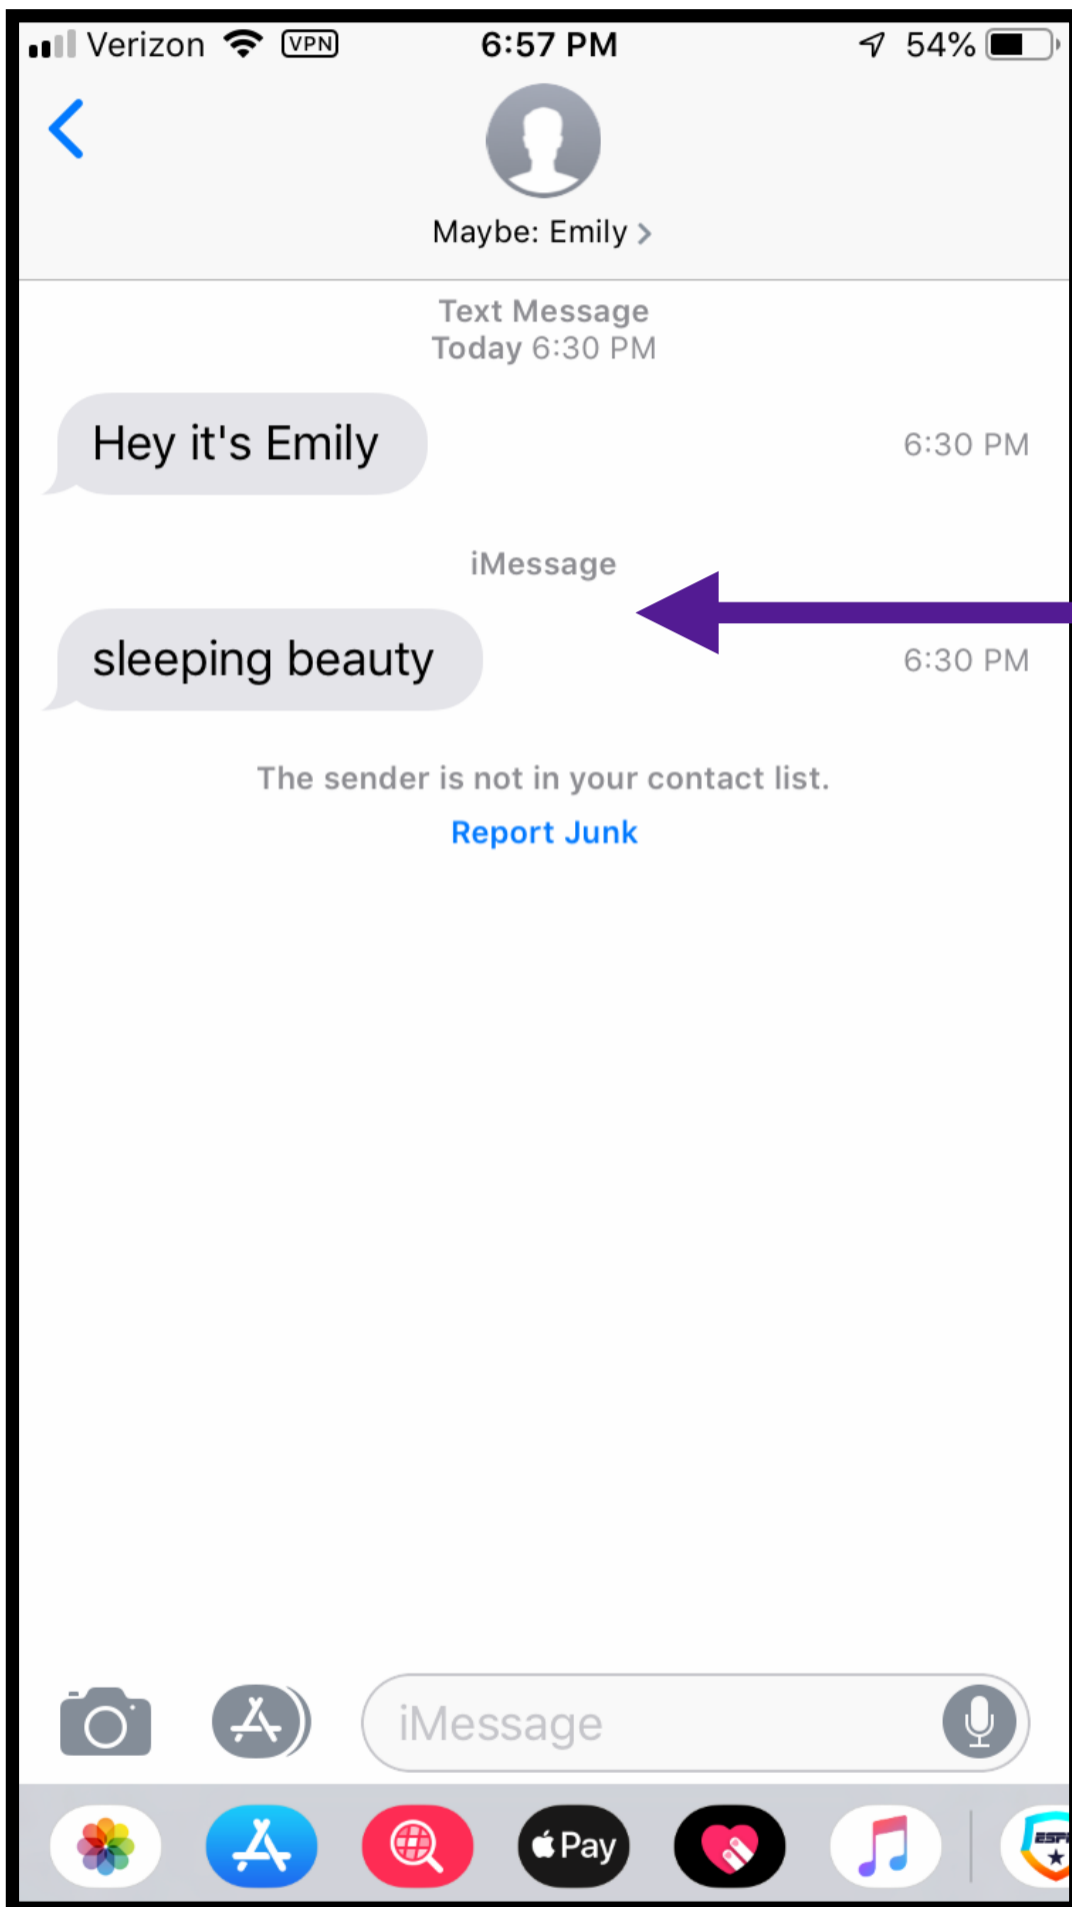 Verizon VPN 6:57 PM 54%
Maybe: Emily
Text Message
Today 6:30 PM
Hey it's Emily 6:30 PM
iMessage
sleeping beauty 6:30 PM
The sender is not in your contact list.
Report Junk
iMessage
Pay